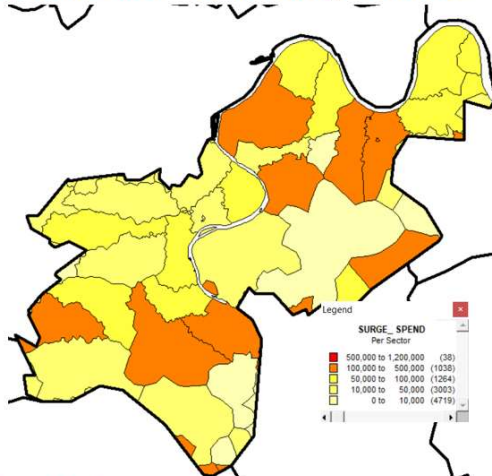 Legend
SURGE_ SPEND
Per Sector
500,000 to 1,200,000 (38)
100,000 to 500,000 (1038)
50,000 to 100,000 (1264)
10,000 to 50,000 (3003)
0 to 10,000 (4719)